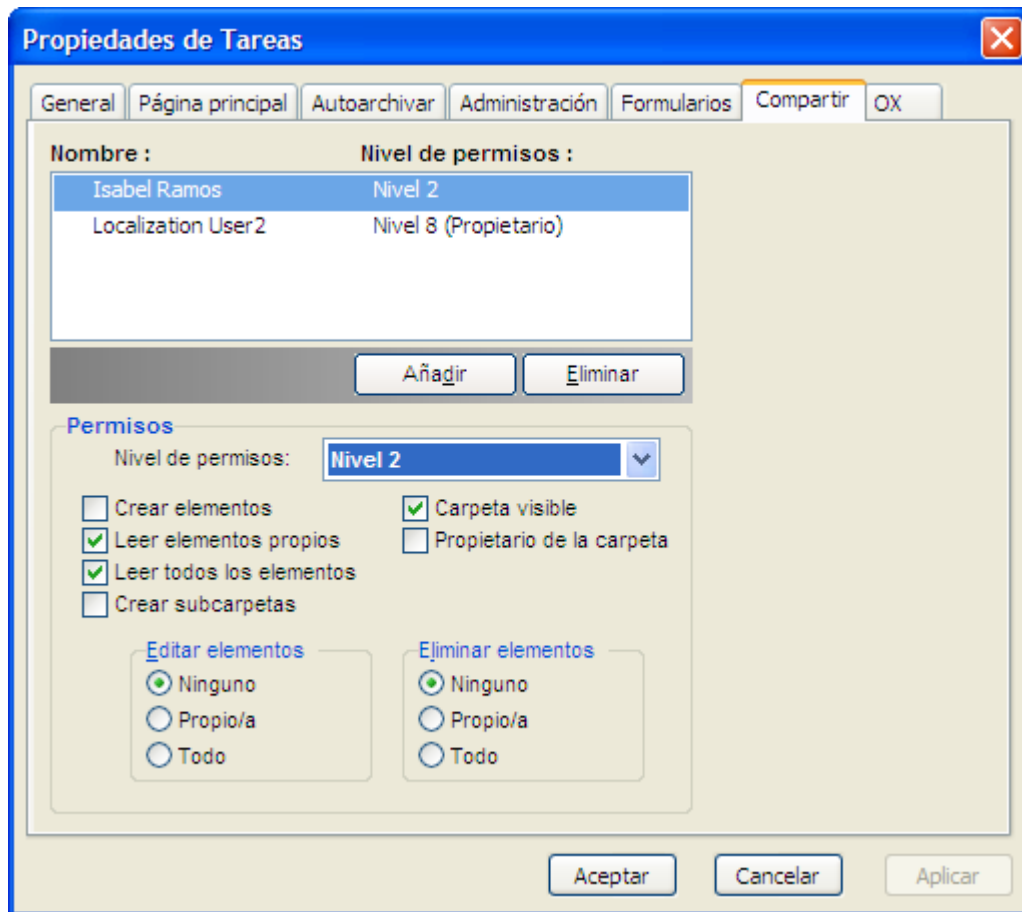 Propiedades de Tareas
General Página principal Autoarchivar Administración Formularios Compartir OX
Nombre : Nivel de permisos :
Isabel Ramos Nivel 2
Localization User2 Nivel 8 (Propietario)
Añadir Eliminar
Permisos
Nivel de permisos: Nivel 2
Crear elementos Carpeta visible
Leer elementos propios Propietario de la carpeta
Leer todos los elementos
Crear subcarpetas
Editar elementos Eliminar elementos
Ninguno Ninguno
Propio/a Propio/a
Todo Todo
Aceptar Cancelar Aplicar